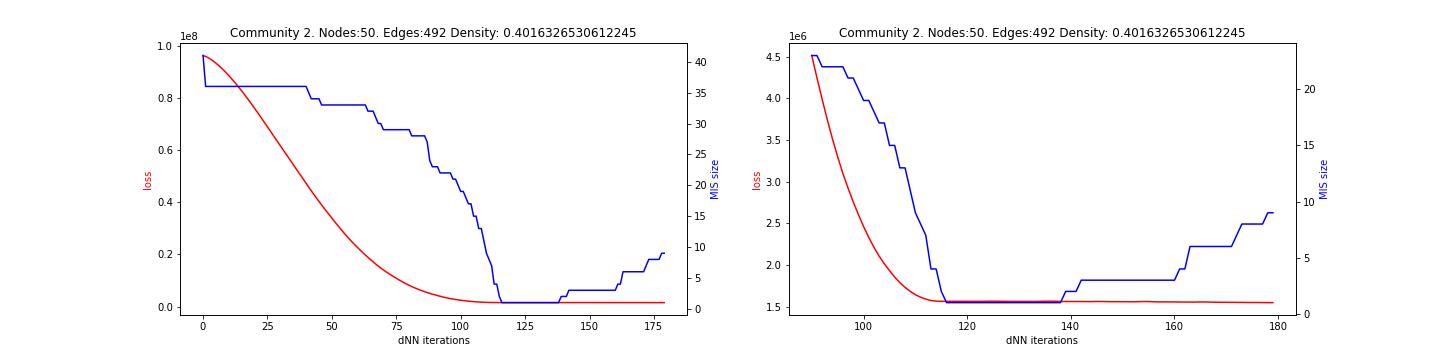 Community 2. Nodes:50. Edges:492 Density: 0.4016326530612245
1e8
1.0
0.8
0.6
0.4
0.2
0.0
loss
0 25 50 75 100 125 150 175
dNN iterations
40
35
30
25
20
15
10
5
0
MIS size
Community 2. Nodes:50. Edges:492 Density: 0.4016326530612245
1e6
4.5
4.0
3.5
3.0
2.5
2.0
1.5
loss
100 120 140 160 180
dNN iterations
20
15
10
5
0
MIS size